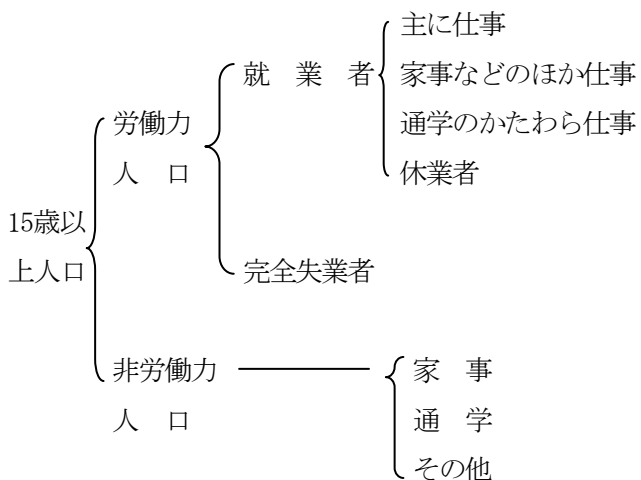 15歳以
上人口
労働力
人　口
就　業　者
主に仕事
家事などのほか仕事
通学のかたわら仕事
休業者
完全失業者
非労働力
人　口
家　事
通　学
その他